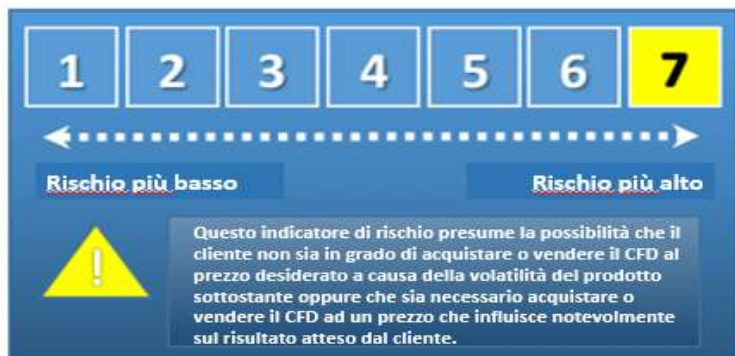 1 2 3 4 5 6 7
Rischio più basso Rischio più alto
!
Questo indicatore di rischio presume la possibilità che il
cliente non sia in grado di acquistare o vendere il CFD al
prezzo desiderato a causa della volatilità del prodotto
sottostante oppure che sia necessario acquistare o
vendere il CFD ad un prezzo che influisce notevolmente
sul risultato atteso dal cliente.